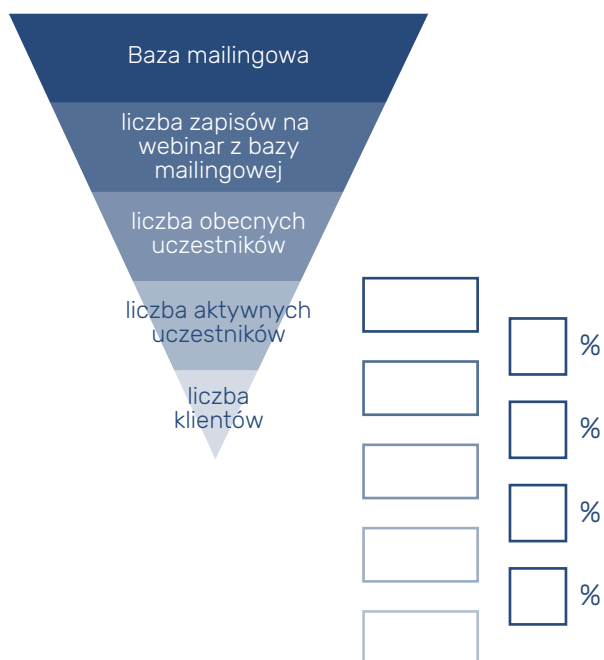 Baza mailingowa
liczba zapisów na
webinar z bazy
mailingowej
liczba obecnych
uczestników
liczba aktywnych
uczestników
liczba
klientów
%
%
%
%